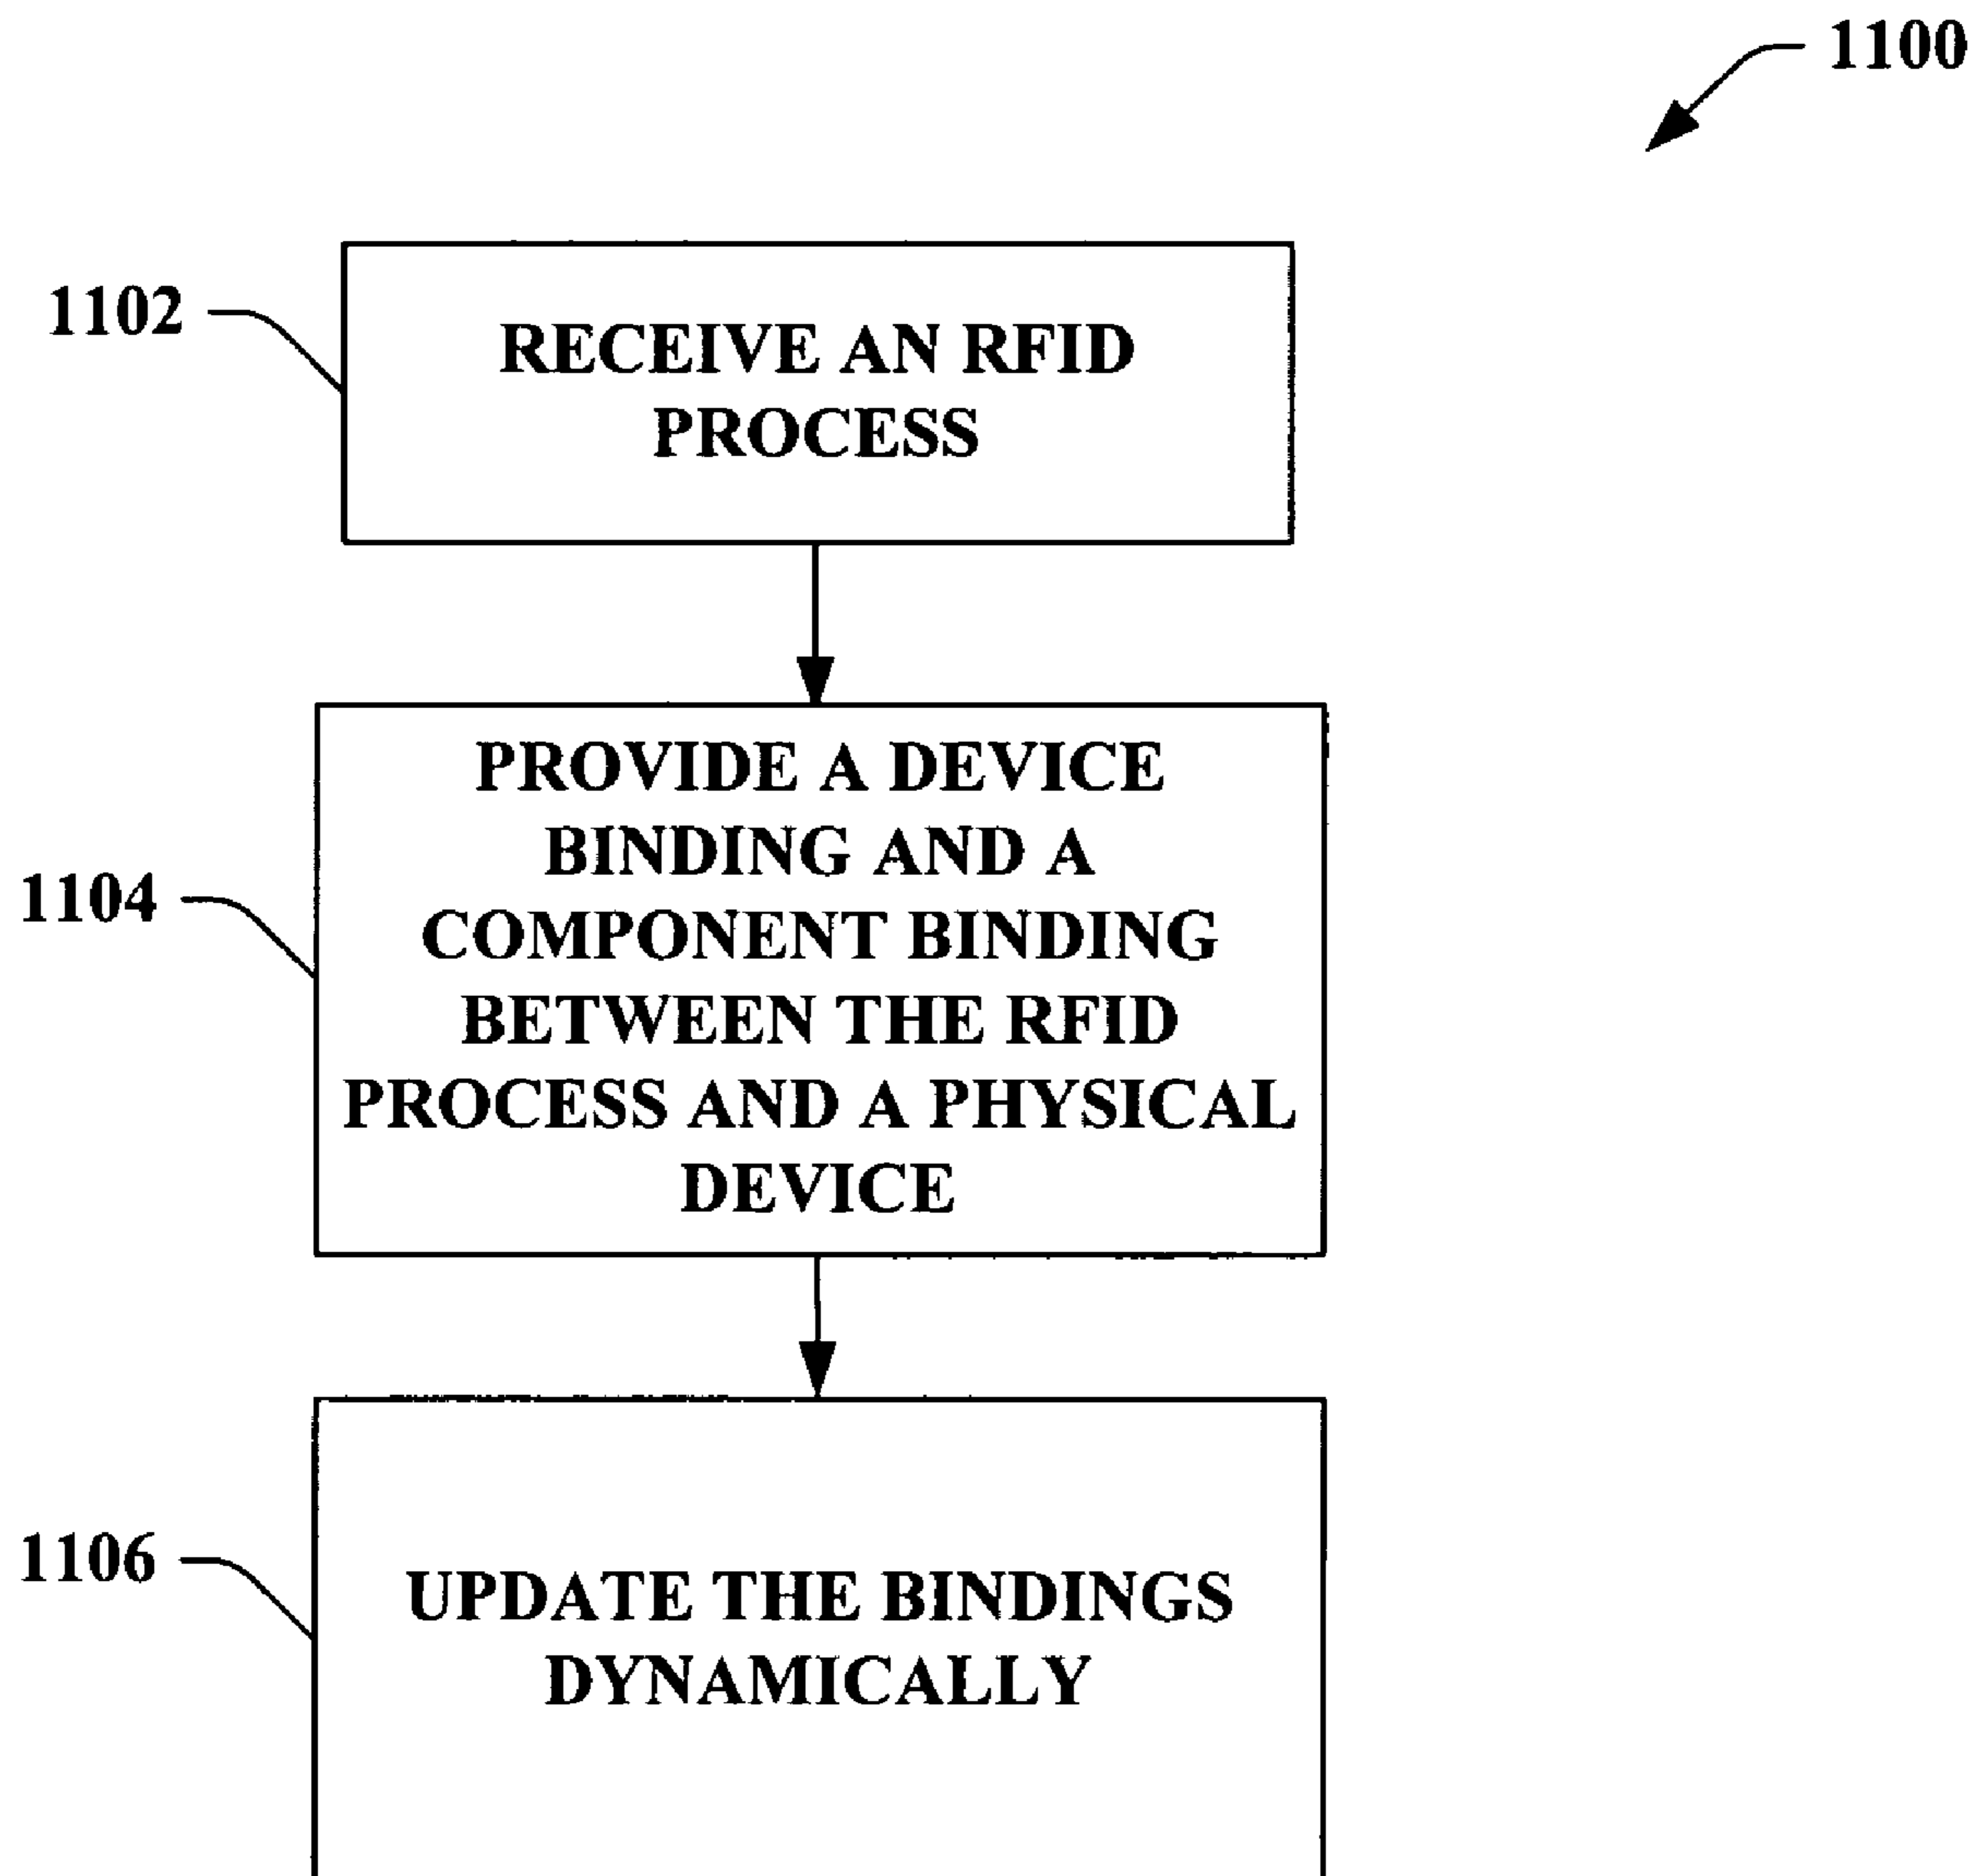 1100
1102
RECEIVE AN RFID
PROCESS
1104
PROVIDE A DEVICE
BINDING AND A
COMPONENT BINDING
BETWEEN THE RFID
PROCESS AND A PHYSICAL
DEVICE
1106
UPDATE THE BINDINGS
DYNAMICALLY